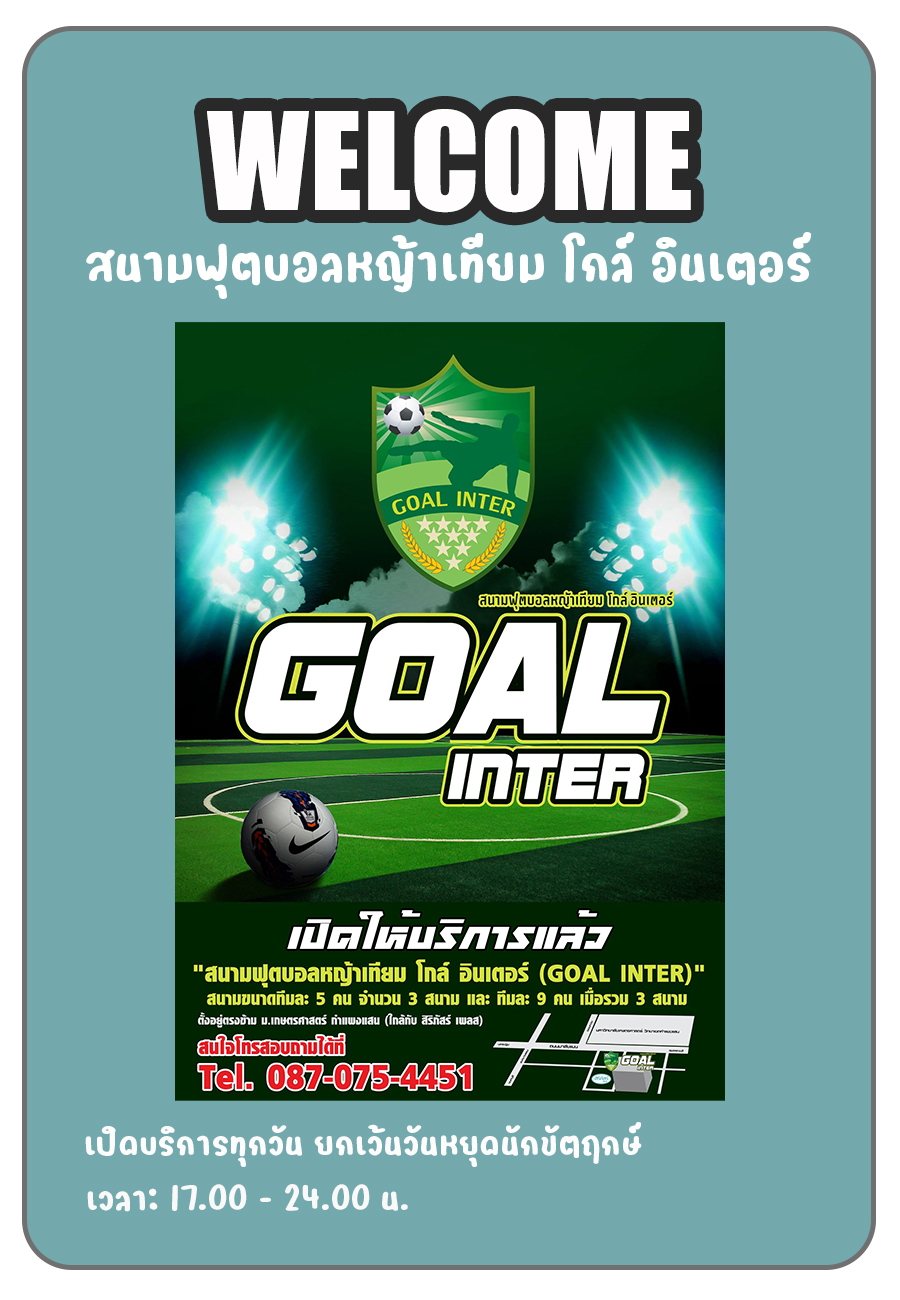 WELCOME
สนามฟุตบอลหญ้าเทียม โกล์ อินเตอร์
GOAL INTER
สนามฟุตบอลหญ้าเทียม โกล์ อินเตอร์
GOAL
INTER
เปิดให้บริการแล้ว
"สนามฟุตบอลหญ้าเทียม โกล์ อินเตอร์ (GOAL INTER)"
สนามขนาดทีมละ 5 คน จำนวน 3 สนาม และ ทีมละ 9 คน เมื่อรวม 3 สนาม
ตั้งอยู่ตรงข้าม ม.เกษตรศาสตร์ กำแพงแสน (ใกล้กับ สิริภัสร์ เพลส)
สนใจโทรสอบถามได้ที่
Tel. 087-075-4451
GOAL
INTER
เปิดบริการทุกวัน ยกเว้นวันหยุดนักขัตฤกษ์
เวลา: 17.00 - 24.00 น.